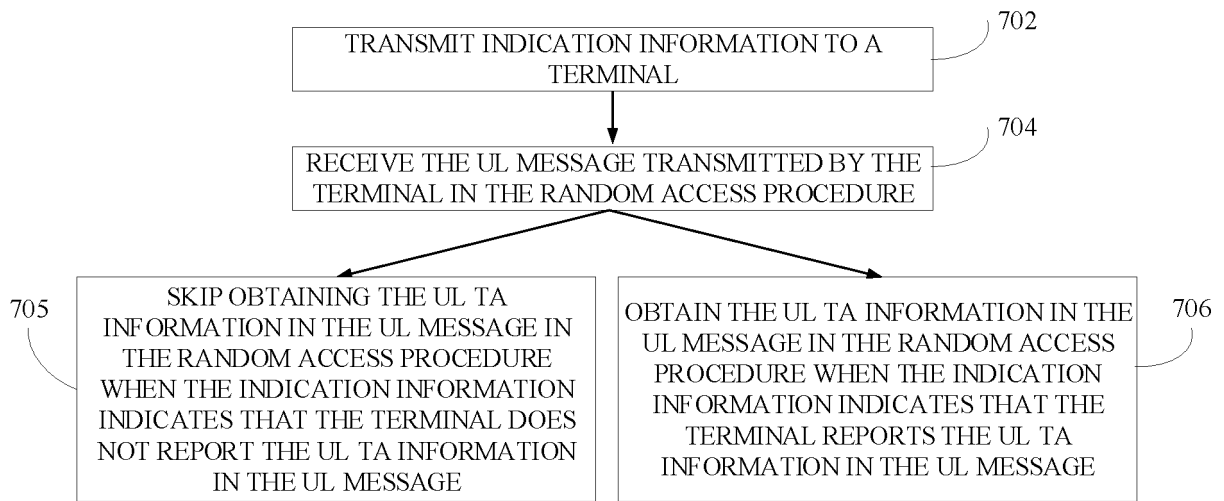 702
TRANSMIT INDICATION INFORMATION TO A
TERMINAL
704
RECEIVE THE UL MESSAGE TRANSMITTED BY THE
TERMINAL IN THE RANDOM ACCESS PROCEDURE
705
SKIP OBTAINING THE UL TA
INFORMATION IN THE UL MESSAGE IN
THE RANDOM ACCESS PROCEDURE
WHEN THE INDICATION INFORMATION
INDICATES THAT THE TERMINAL DOES
NOT REPORT THE UL TA INFORMATION
IN THE UL MESSAGE
706
OBTAIN THE UL TA INFORMATION IN THE
UL MESSAGE IN THE RANDOM ACCESS
PROCEDURE WHEN THE INDICATION
INFORMATION INDICATES THAT THE
TERMINAL REPORTS THE UL TA
INFORMATION IN THE UL MESSAGE